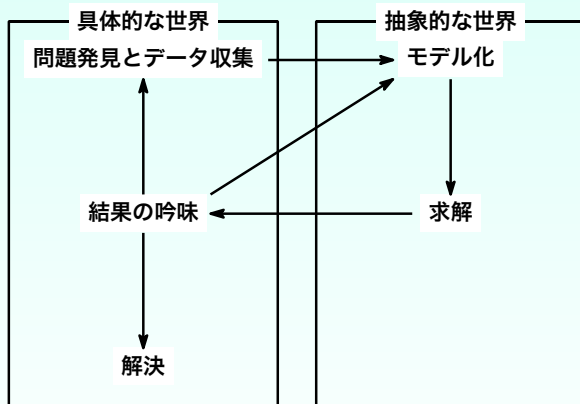 具体的な世界
抽象的な世界
問題発見とデータ収集
モデル化
結果の吟味
求解
解決